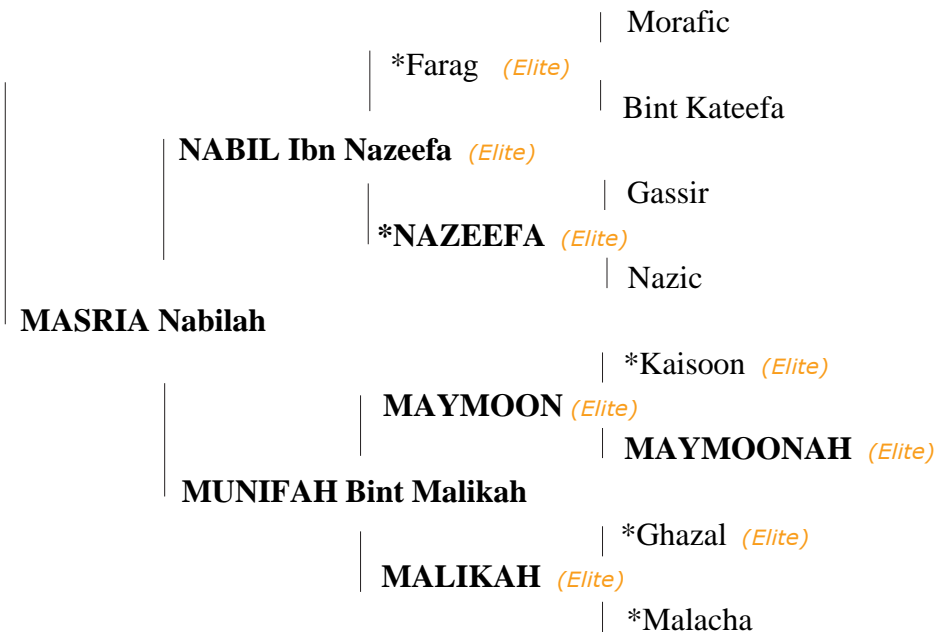 Morafic
*Farag (Elite)
Bint Kateefa
NABIL Ibn Nazeefa (Elite)
Gassir
*NAZEEFA (Elite)
Nazic
MASRIA Nabilah
*Kaisoon (Elite)
MAYMOON (Elite)
MAYMOONAH (Elite)
MUNIFAH Bint Malikah
*Ghazal (Elite)
MALIKAH (Elite)
*Malacha